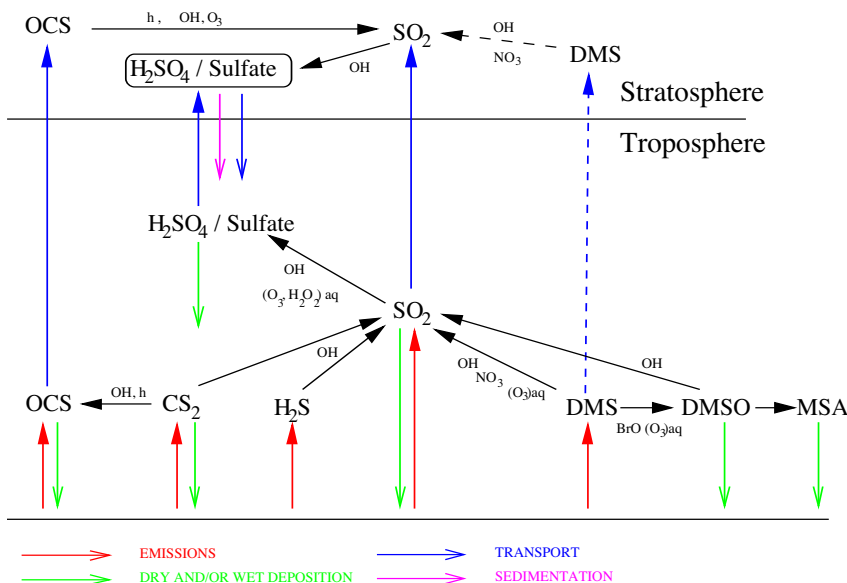 OCS
h , OH, O₃
SO₂
OH
NO₃
DMS
OH
H₂SO₄ / Sulfate
Stratosphere
Troposphere
H₂SO₄ / Sulfate
OH
(O₃, H₂O₂) aq
SO₂
OH
OH
NO₃
(O₃)aq
OH
OCS
OH, h
CS₂
H₂S
DMS
BrO (O₃)aq
DMSO
MSA
EMISSIONS
TRANSPORT
DRY AND/OR WET DEPOSITION
SEDIMENTATION